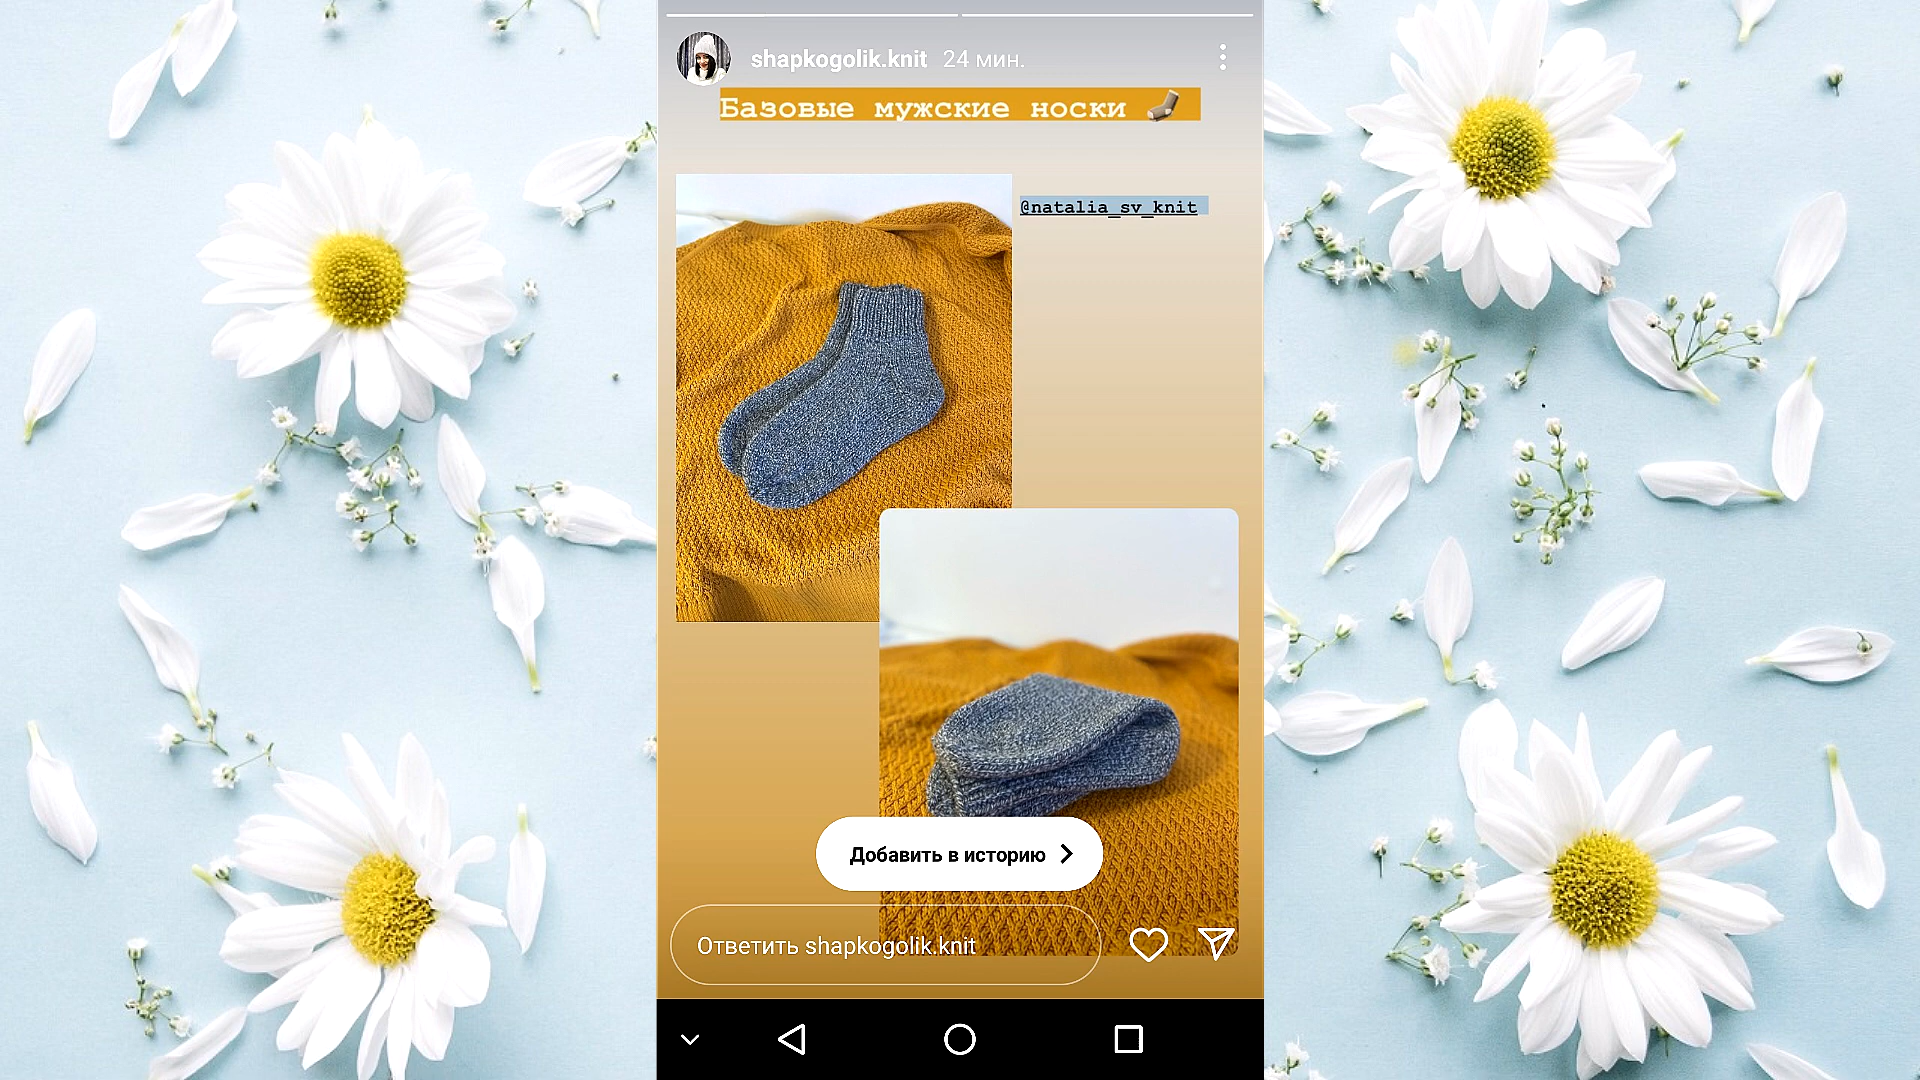 shapkogolik.knit 24 мин.
Базовые мужские носки
@natalia_sv_knit
Добавить в историю
Ответить shapkogolik.knit